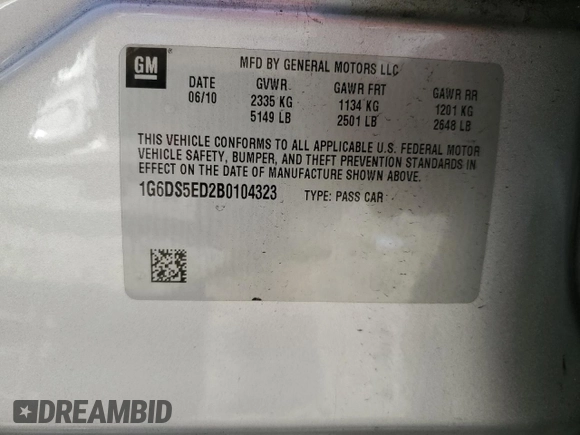 GM
MFD BY GENERAL MOTORS LLC
DATE GVWR GAWR FRT GAWR RR
06/10 2335 KG 1134 KG 1201 KG
5149 LB 2501 LB 2648 LB
THIS VEHICLE CONFORMS TO ALL APPLICABLE U.S. FEDERAL MOTOR
VEHICLE SAFETY, BUMPER, AND THEFT PREVENTION STANDARDS IN
EFFECT ON THE DATE OF MANUFACTURE SHOWN ABOVE.
1G6DS5ED2B0104323 TYPE: PASS CAR
DREAMBID